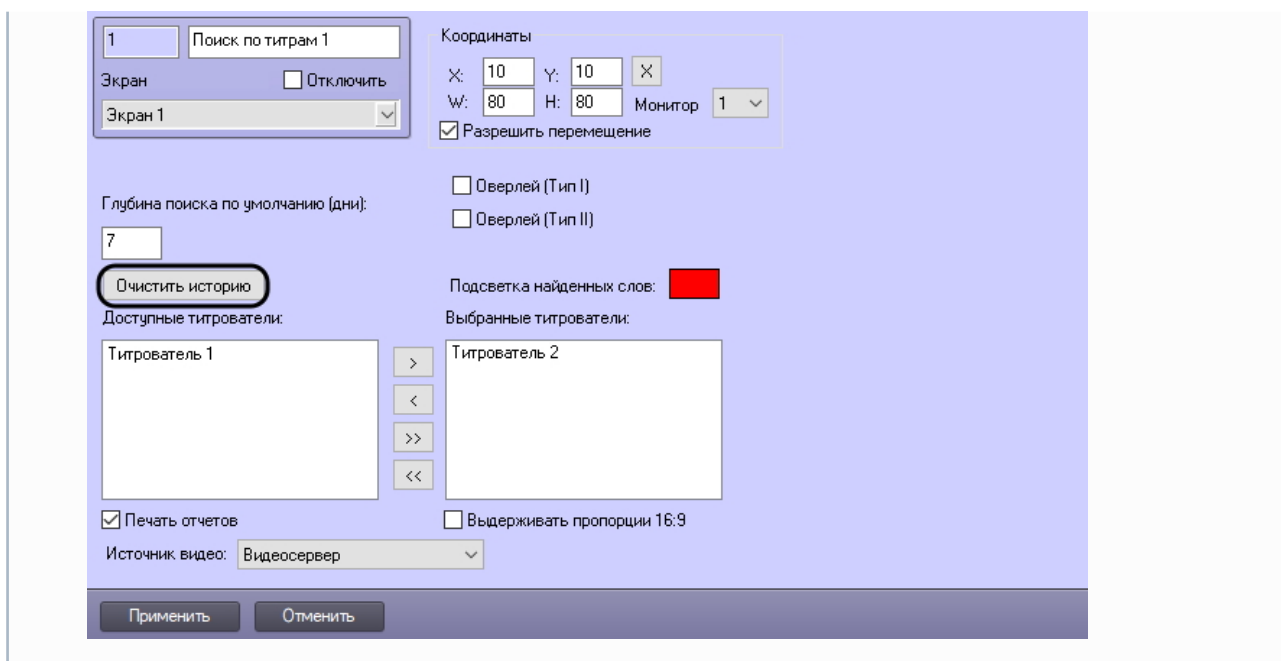 1 Поиск по титрам 1
Экран Отключить
Экран 1
Координаты
X: 10 Y: 10 X
W: 80 H: 80 Монитор 1
Разрешить перемещение
Оверлей (Тип I)
Оверлей (Тип II)
Глубина поиска по умолчанию (дни):
7
Очистить историю
Подсветка найденных слов:
Доступные титрователи:
Выбранные титрователи:
Титрователь 1
>
<
>>
<<
Титрователь 2
Печать отчетов
Выдерживать пропорции 16:9
Источник видео: Видеосервер
Применить Отменить